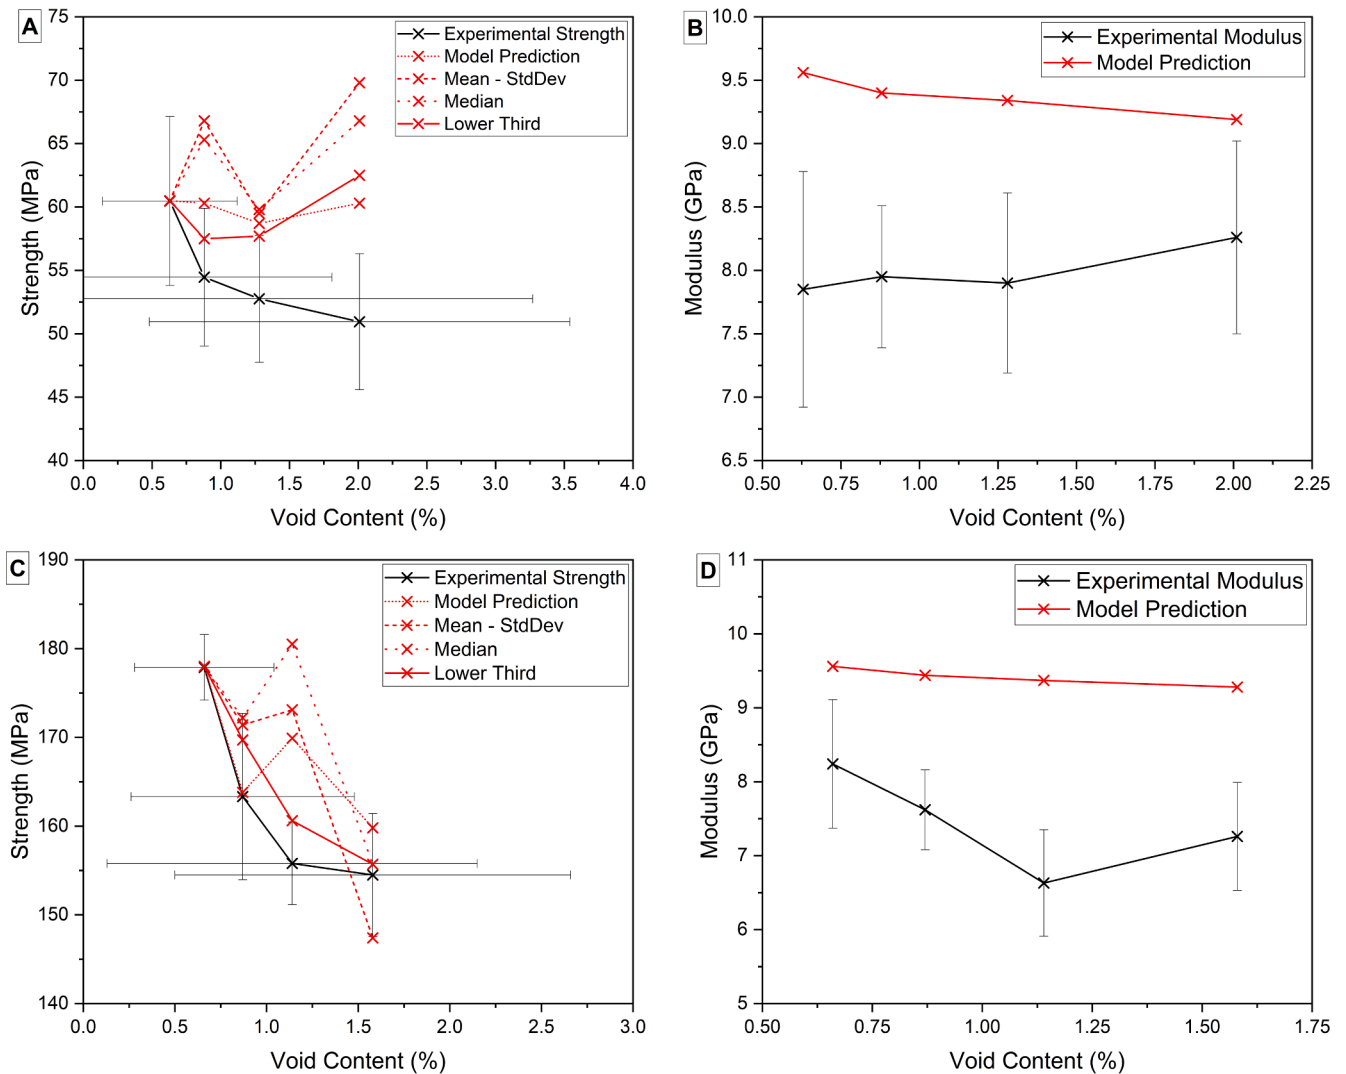 A
75
70
65
60
55
50
45
40
Strength (MPa)
Experimental Strength
Model Prediction
Mean - StdDev
Median
Lower Third
0.0 0.5 1.0 1.5 2.0 2.5 3.0 3.5 4.0
Void Content (%)
B
10.0
9.5
9.0
8.5
8.0
7.5
7.0
6.5
Modulus (GPa)
Experimental Modulus
Model Prediction
0.50 0.75 1.00 1.25 1.50 1.75 2.00 2.25
Void Content (%)
C
190
180
170
160
150
140
Strength (MPa)
Experimental Strength
Model Prediction
Mean - StdDev
Median
Lower Third
0.0 0.5 1.0 1.5 2.0 2.5 3.0
Void Content (%)
D
11
10
9
8
7
6
5
Modulus (GPa)
Experimental Modulus
Model Prediction
0.50 0.75 1.00 1.25 1.50 1.75
Void Content (%)